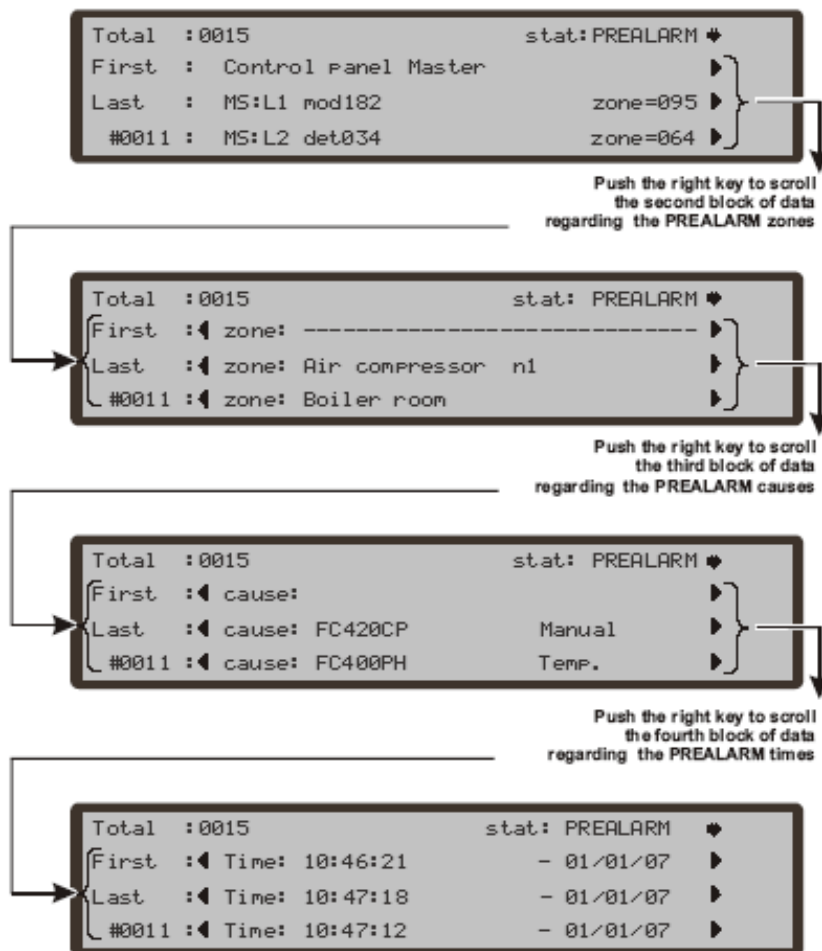 Total :0015 stat:PREALARM
First : Control panel Master
Last : MS:L1 mod182 zone=095
#0011 : MS:L2 det034 zone=064
Push the right key to scroll
the second block of data
regarding the PREALARM zones
Total :0015 stat: PREALARM
First : zone: ------------------------------
Last : zone: Air compressor n1
#0011 : zone: Boiler room
Push the right key to scroll
the third block of data
regarding the PREALARM causes
Total :0015 stat: PREALARM
First : cause:
Last : cause: FC420CP Manual
#0011 : cause: FC400PH Temp.
Push the right key to scroll
the fourth block of data
regarding the PREALARM times
Total :0015 stat: PREALARM
First : Time: 10:46:21 - 01/01/07
Last : Time: 10:47:18 - 01/01/07
#0011 : Time: 10:47:12 - 01/01/07